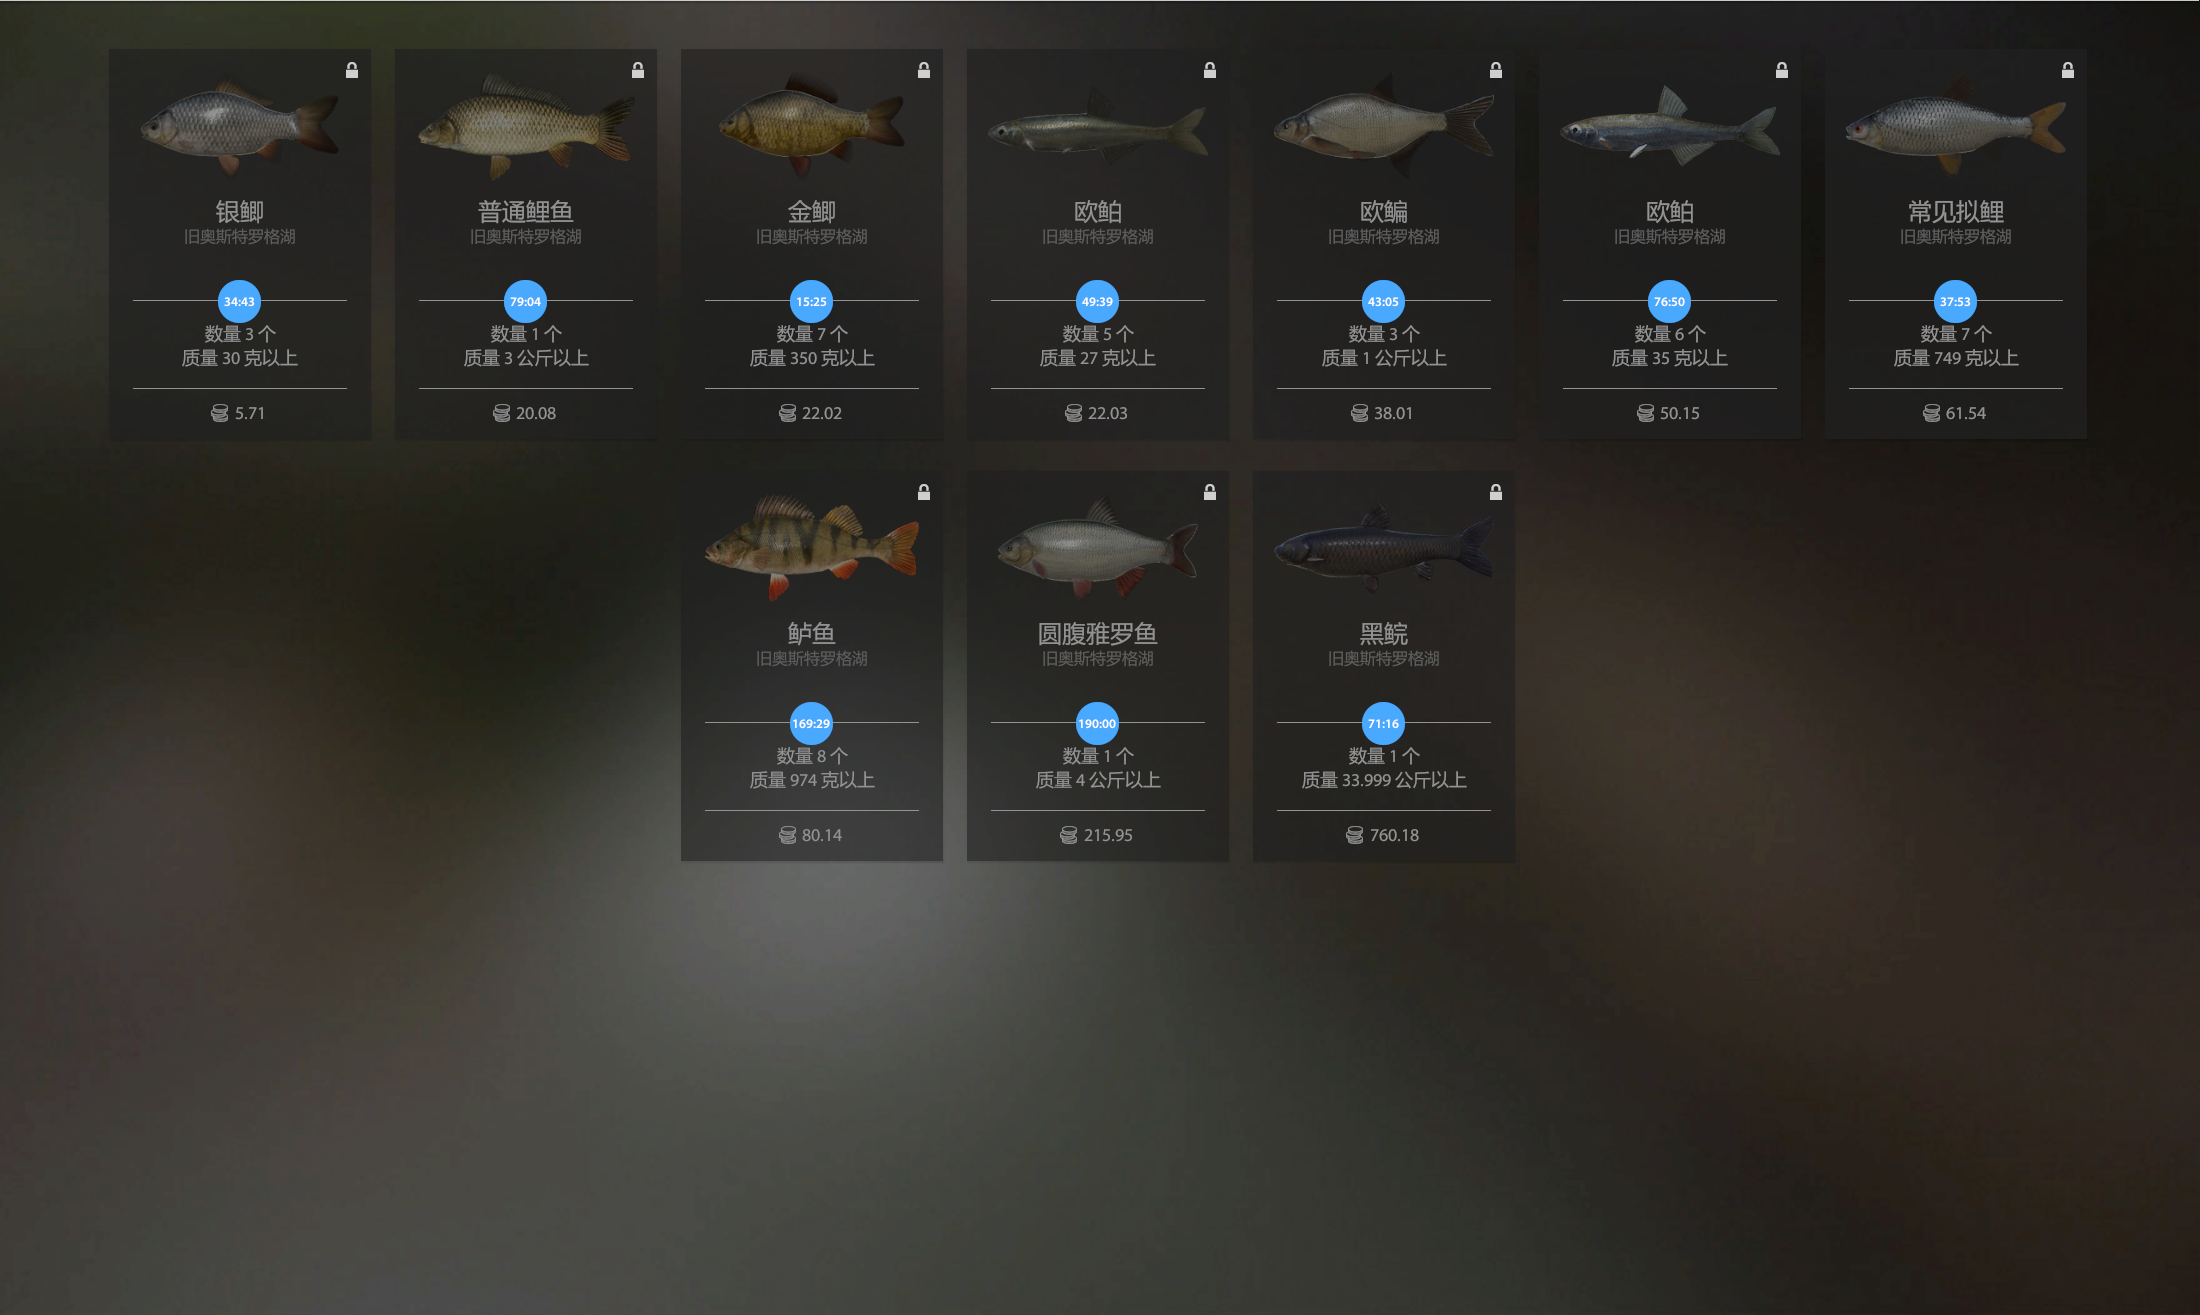 银鲫
旧奥斯特罗格湖
34:43
数量 3 个
质量 30 克以上
5.71
普通鲤鱼
旧奥斯特罗格湖
79:04
数量 1 个
质量 3 公斤以上
20.08
金鲫
旧奥斯特罗格湖
15:25
数量 7 个
质量 350 克以上
22.02
欧鲌
旧奥斯特罗格湖
49:39
数量 5 个
质量 27 克以上
22.03
欧鳊
旧奥斯特罗格湖
43:05
数量 3 个
质量 1 公斤以上
38.01
欧鲌
旧奥斯特罗格湖
76:50
数量 6 个
质量 35 克以上
50.15
常见拟鲤
旧奥斯特罗格湖
37:53
数量 7 个
质量 749 克以上
61.54
鲈鱼
旧奥斯特罗格湖
169:29
数量 8 个
质量 974 克以上
80.14
圆腹雅罗鱼
旧奥斯特罗格湖
190:00
数量 1 个
质量 4 公斤以上
215.95
黑鲩
旧奥斯特罗格湖
71:16
数量 1 个
质量 33.999 公斤以上
760.18